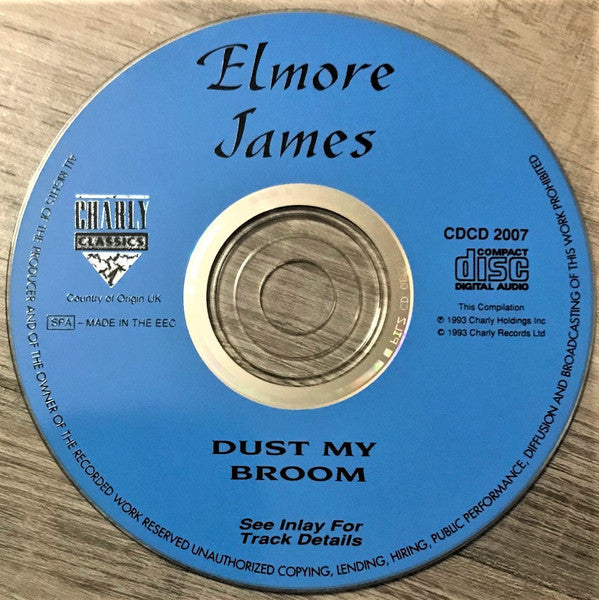 Elmore
James
CHARLY
CLASSICS
Country of Origin UK
SPA – MADE IN THE EEC
CDCD 2007
COMPACT
disc
DIGITAL AUDIO
This Compilation
℗ 1993 Charly Holdings Inc
© 1993 Charly Records Ltd
DUST MY
BROOM
See Inlay For
Track Details
ALL RIGHTS OF THE PRODUCER AND OF THE OWNER OF THE RECORDED WORK RESERVED UNAUTHORIZED COPYING, LENDING, HIRING, PUBLIC PERFORMANCE, DIFFUSION AND BROADCASTING OF THIS WORK PROHIBITED